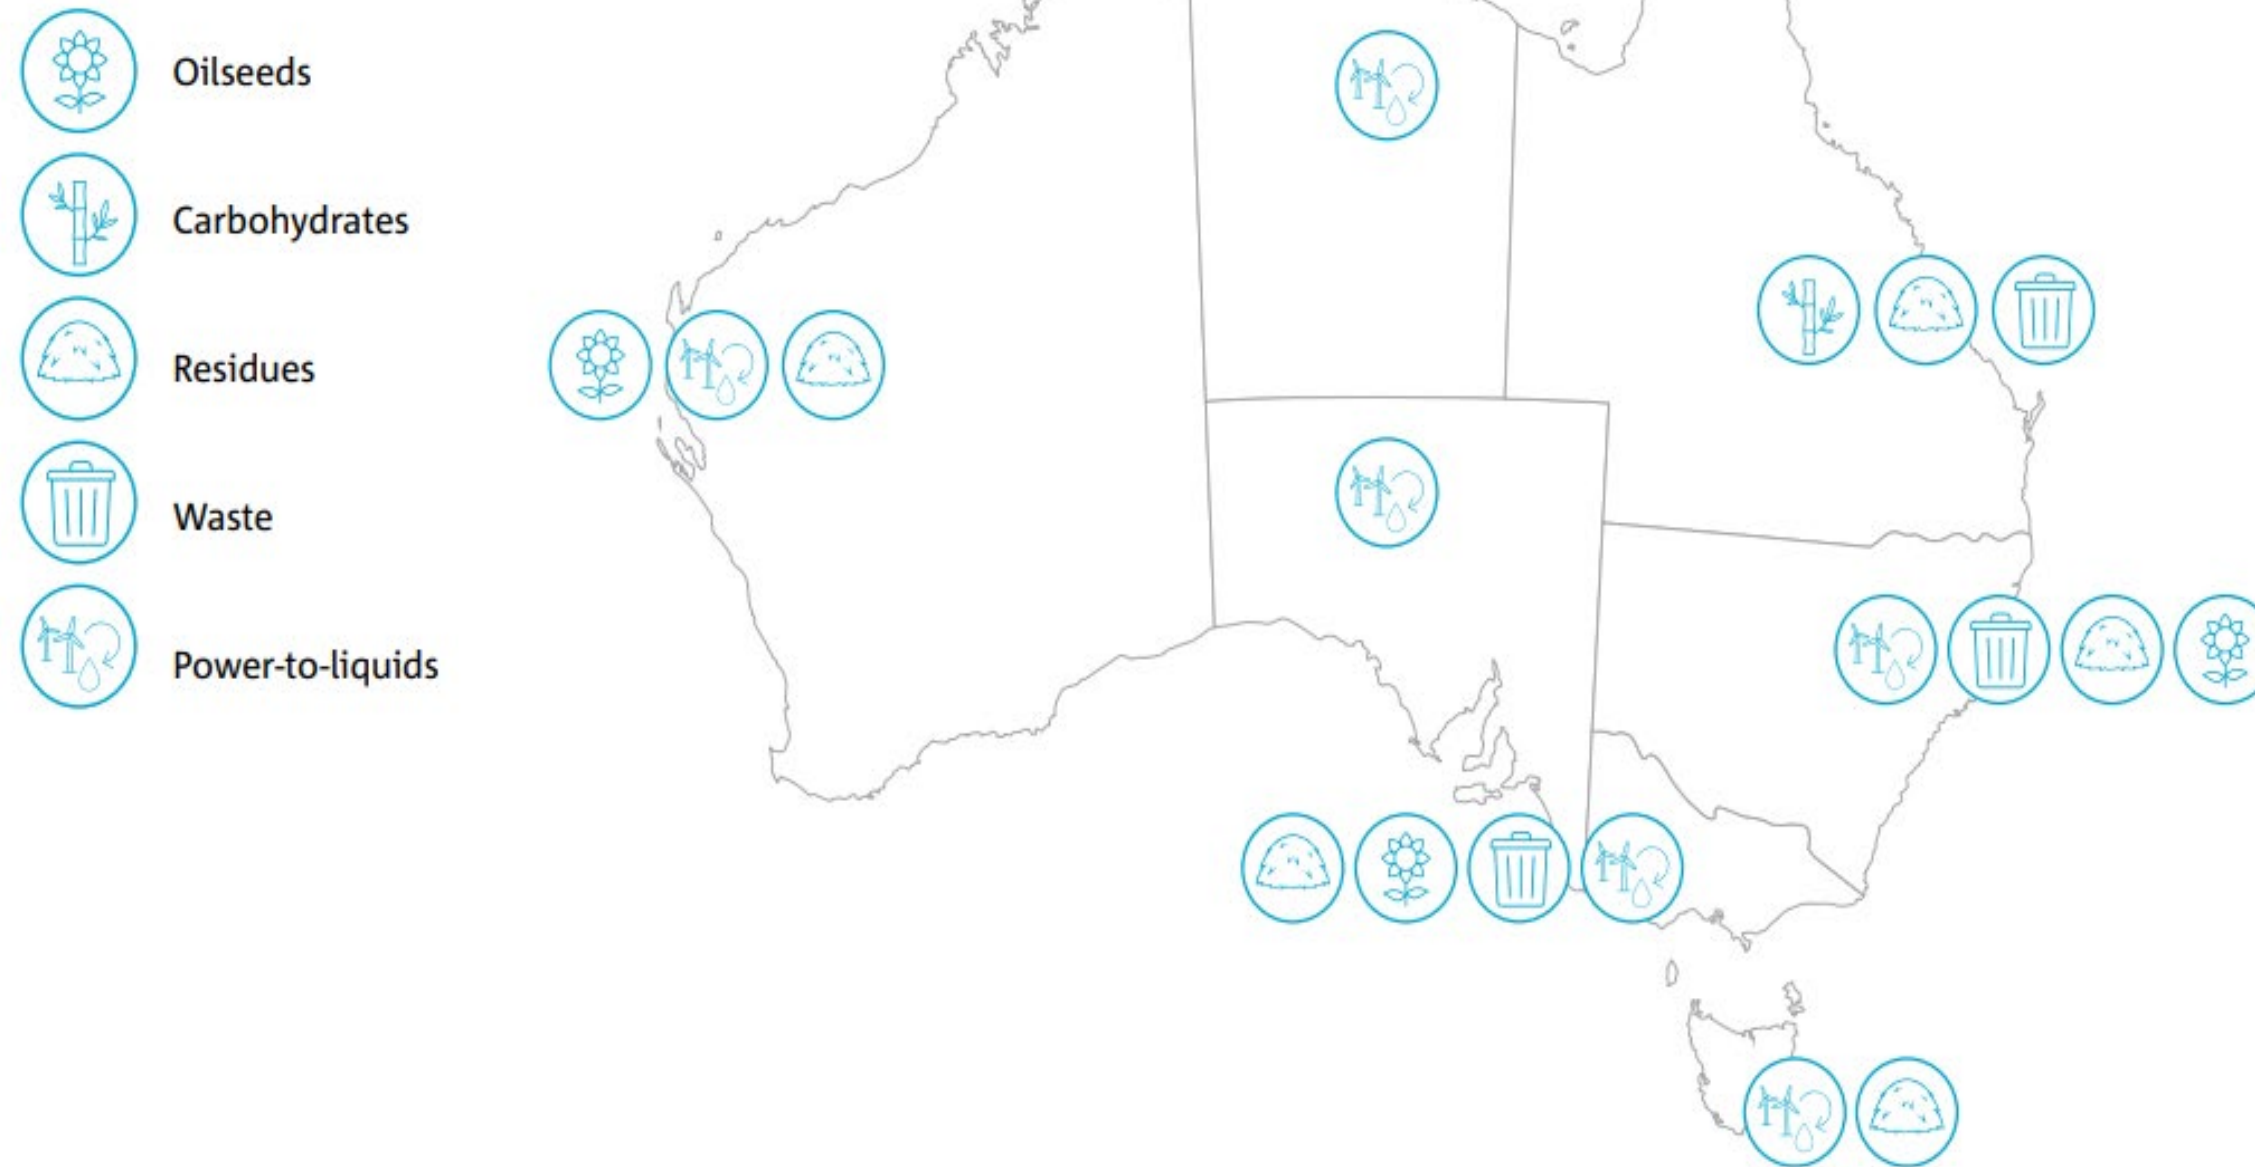 Oilseeds
Carbohydrates
Residues
Waste
Power-to-liquids